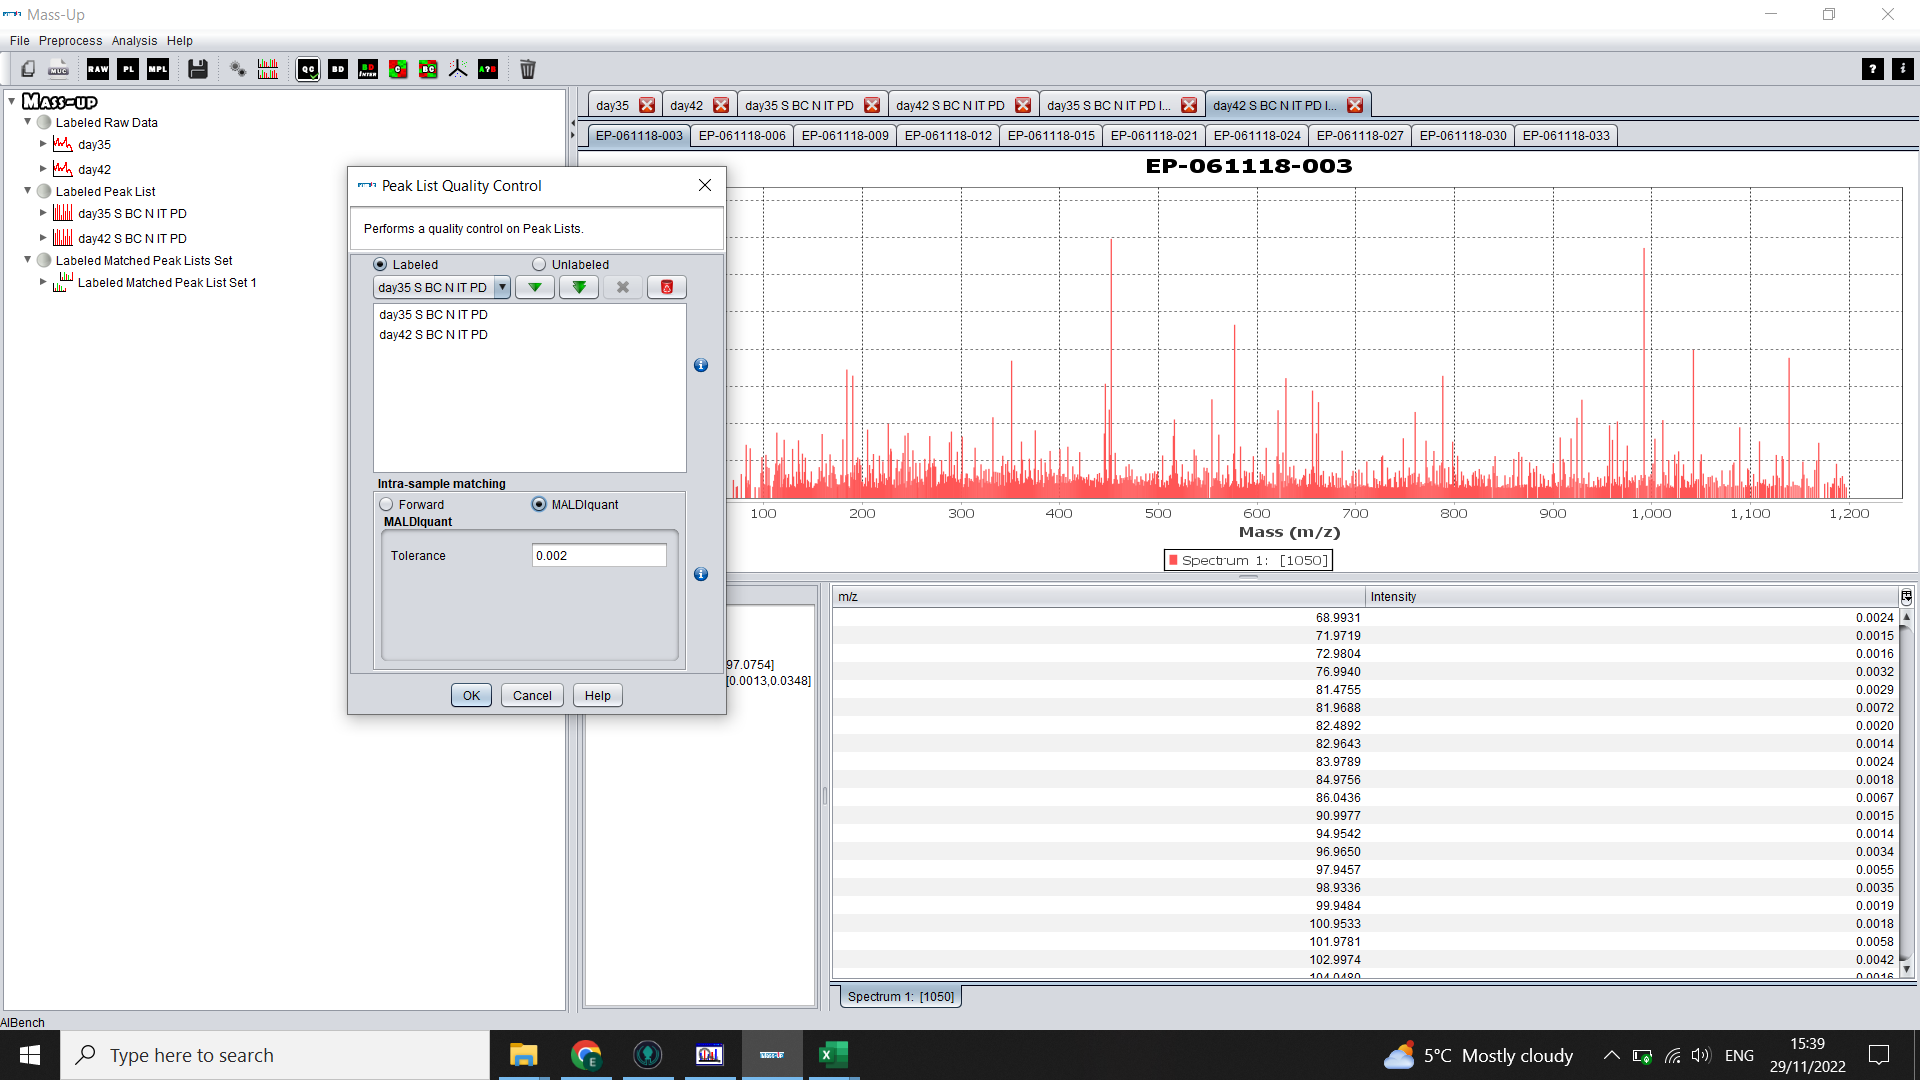 Mass-Up
File Preprocess Analysis Help
MUC RAW PL MPL QC BD BD INTER C BC A?B ? i
MASS-UP
Labeled Raw Data
day35
day42
Labeled Peak List
day35 S BC N IT PD
day42 S BC N IT PD
Labeled Matched Peak Lists Set
Labeled Matched Peak List Set 1
day35 day42 day35 S BC N IT PD day42 S BC N IT PD day35 S BC N IT PD I... day42 S BC N IT PD I...
EP-061118-003 EP-061118-006 EP-061118-009 EP-061118-012 EP-061118-015 EP-061118-021 EP-061118-024 EP-061118-027 EP-061118-030 EP-061118-033
EP-061118-003
100 200 300 400 500 600 700 800 900 1,000 1,100 1,200
Mass (m/z)
Spectrum 1: [1050]
Peak List Quality Control
Performs a quality control on Peak Lists.
Labeled Unlabeled
day35 S BC N IT PD
day35 S BC N IT PD
day42 S BC N IT PD
Intra-sample matching
Forward MALDIquant
MALDIquant
Tolerance 0.002
OK Cancel Help
97.0754]
[0.0013,0.0348]
m/z Intensity
68.9931 0.0024
71.9719 0.0015
72.9804 0.0016
76.9940 0.0032
81.4755 0.0029
81.9688 0.0072
82.4892 0.0020
82.9643 0.0014
83.9789 0.0024
84.9756 0.0018
86.0436 0.0067
90.9977 0.0015
94.9542 0.0014
96.9650 0.0034
97.9457 0.0055
98.9336 0.0035
99.9484 0.0019
100.9533 0.0018
101.9781 0.0058
102.9974 0.0042
104.0480 0.0016
Spectrum 1: [1050]
AIBench
Type here to search
5°C Mostly cloudy
ENG
15:39
29/11/2022